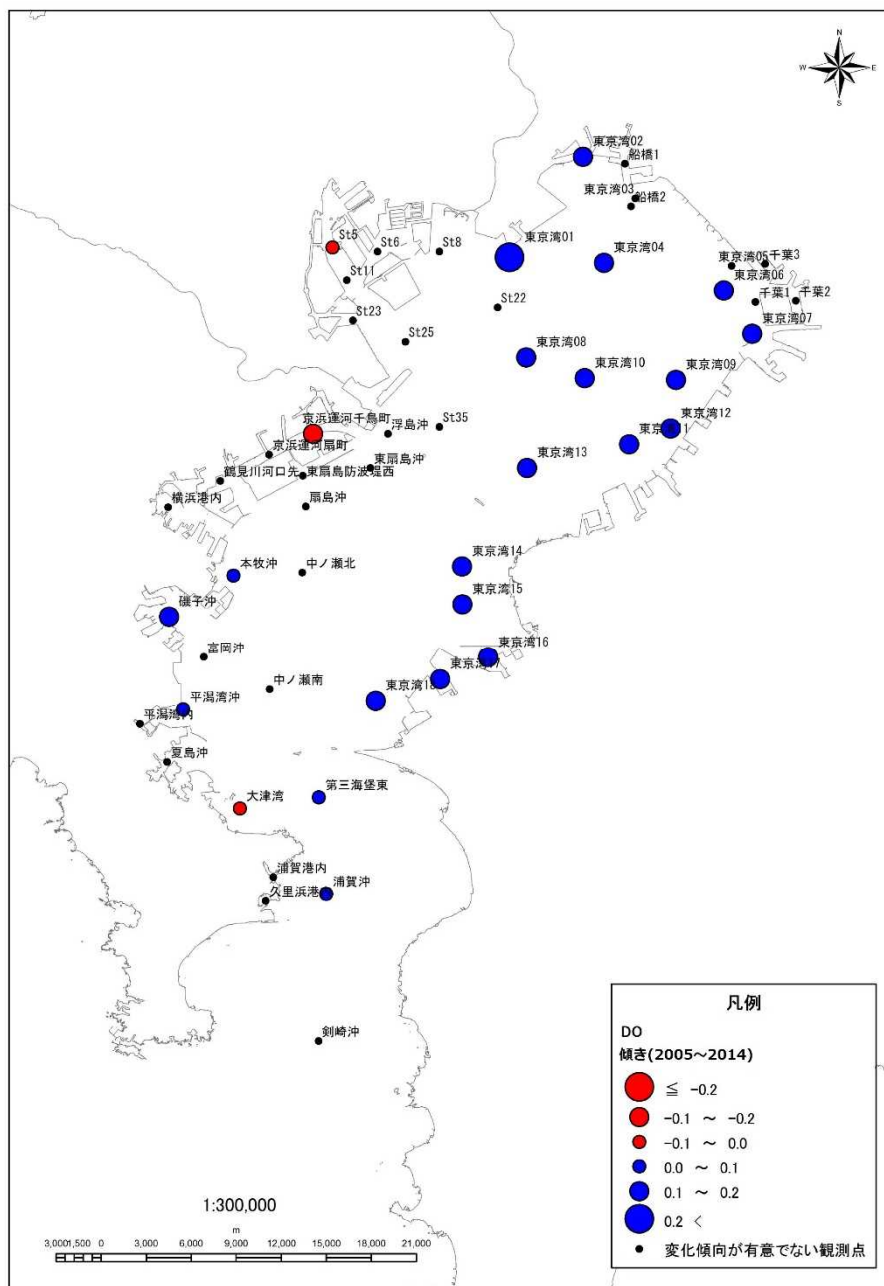 N
W
E
S
東京湾02
船橋1
東京湾03
船橋2
St5
St6
St8
東京湾01
東京湾04
東京湾05
千葉3
東京湾06
St11
千葉1
千葉2
St22
St23
東京湾07
St25
東京湾08
東京湾10
東京湾09
京浜運河千鳥町
浮島沖
St35
東京湾12
東京湾11
京浜運河扇町
東扇島沖
東京湾13
鶴見川河口先
東扇島防波堤西
横浜港内
扇島沖
東京湾14
本牧沖
中ノ瀬北
東京湾15
磯子沖
富岡沖
東京湾16
中ノ瀬南
東京湾17
東京湾18
平潟湾沖
平潟湾内
夏島沖
大津湾
第三海堡東
浦賀港内
浦賀沖
久里浜港
剣崎沖
凡例
DO
傾き(2005～2014)
≦ -0.2
-0.1 ～ -0.2
-0.1 ～ 0.0
0.0 ～ 0.1
0.1 ～ 0.2
0.2 <
変化傾向が有意でない観測点
1:300,000
m
3,0001,500 0 3,000 6,000 9,000 12,000 15,000 18,000 21,000